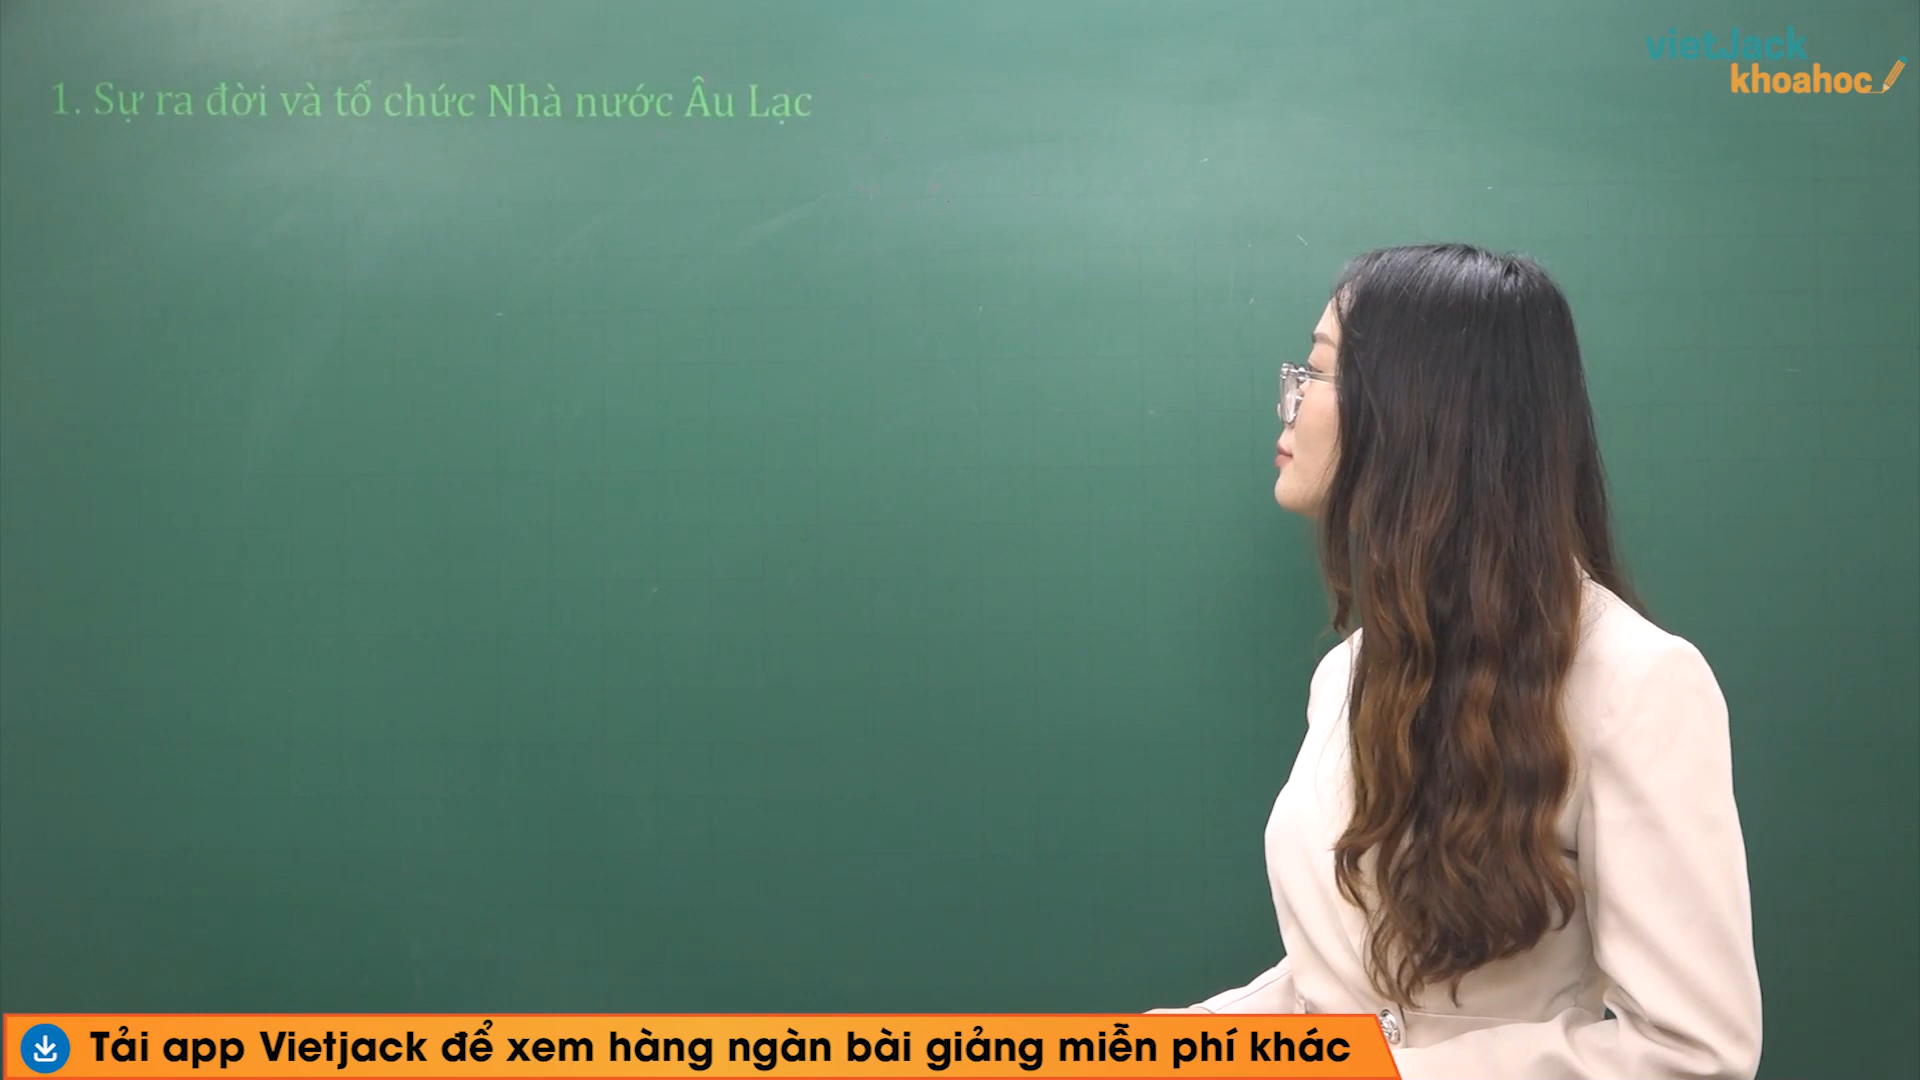 vietJack
khoahoc
1. Sự ra đời và tổ chức Nhà nước Âu Lạc
Tải app Vietjack để xem hàng ngàn bài giảng miễn phí khác